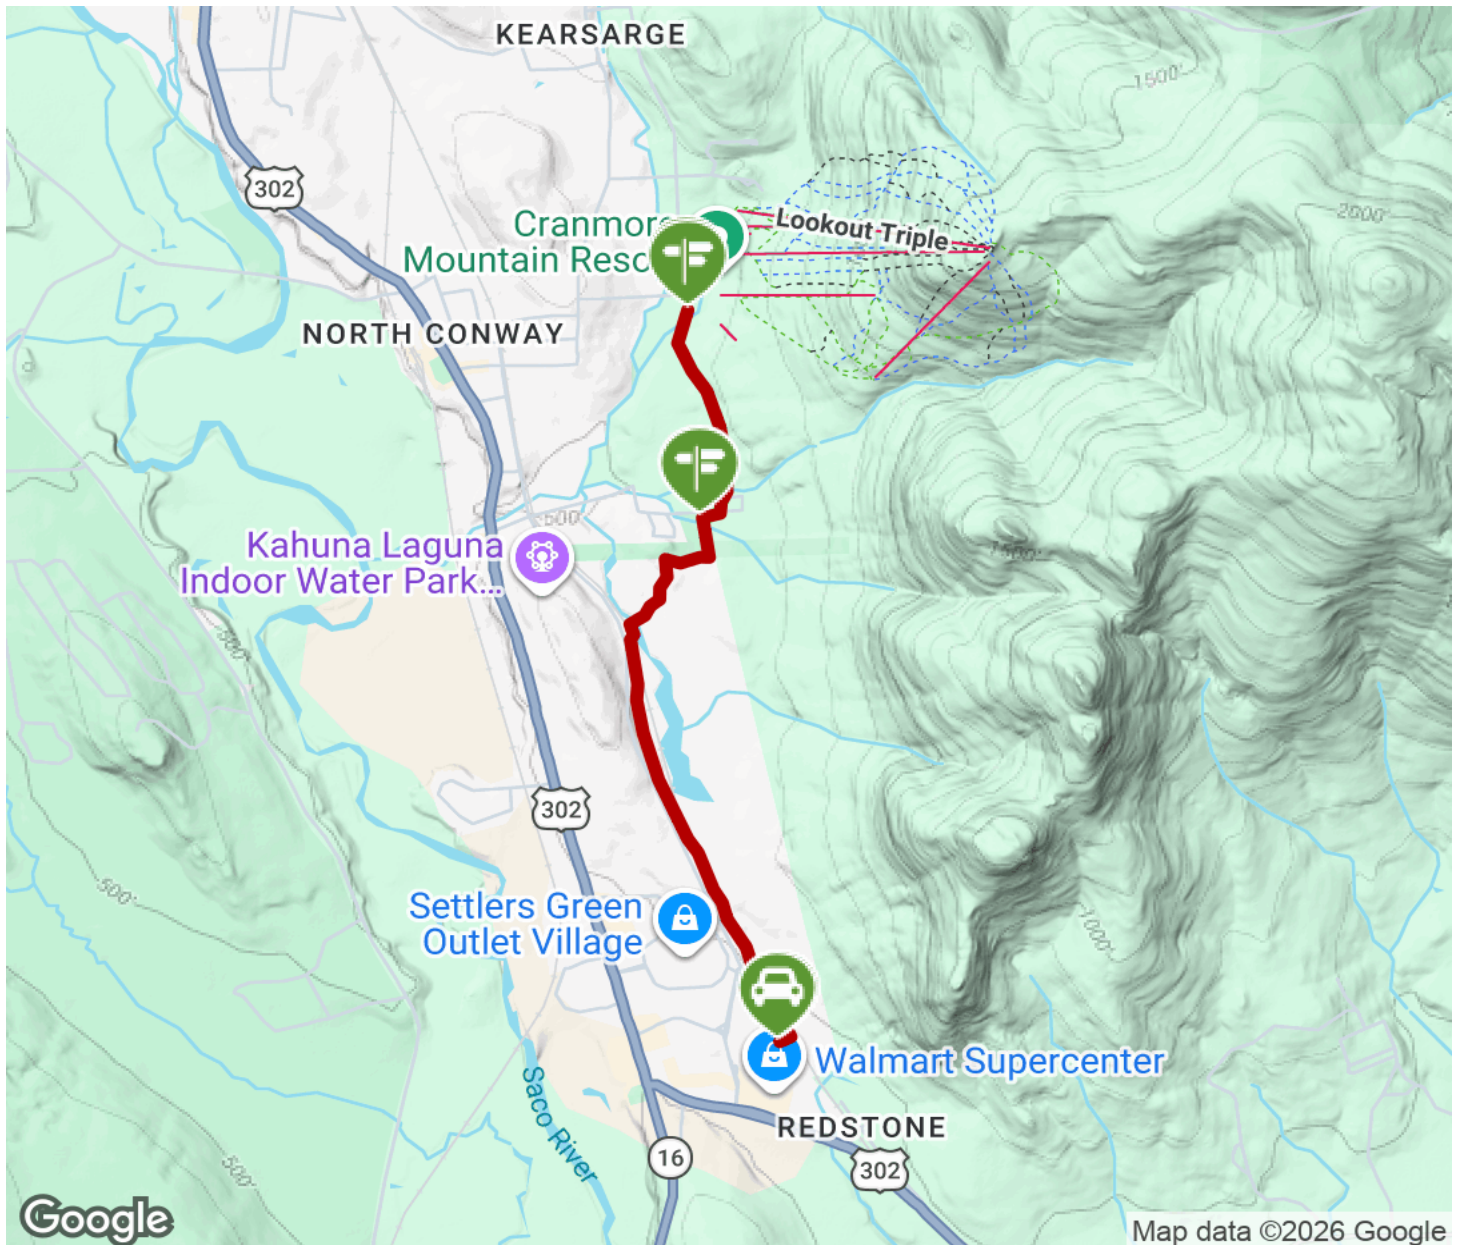 KEARSARGE
1500'
302
2000'
Cranmor
Mountain Reso
Lookout Triple
NORTH CONWAY
500
Kahuna Laguna
Indoor Water Park...
1500'
500'
302
500'
Settlers Green
Outlet Village
1000'
Walmart Supercenter
Saco River
REDSTONE
16
302
500'
Google
Map data ©2026 Google